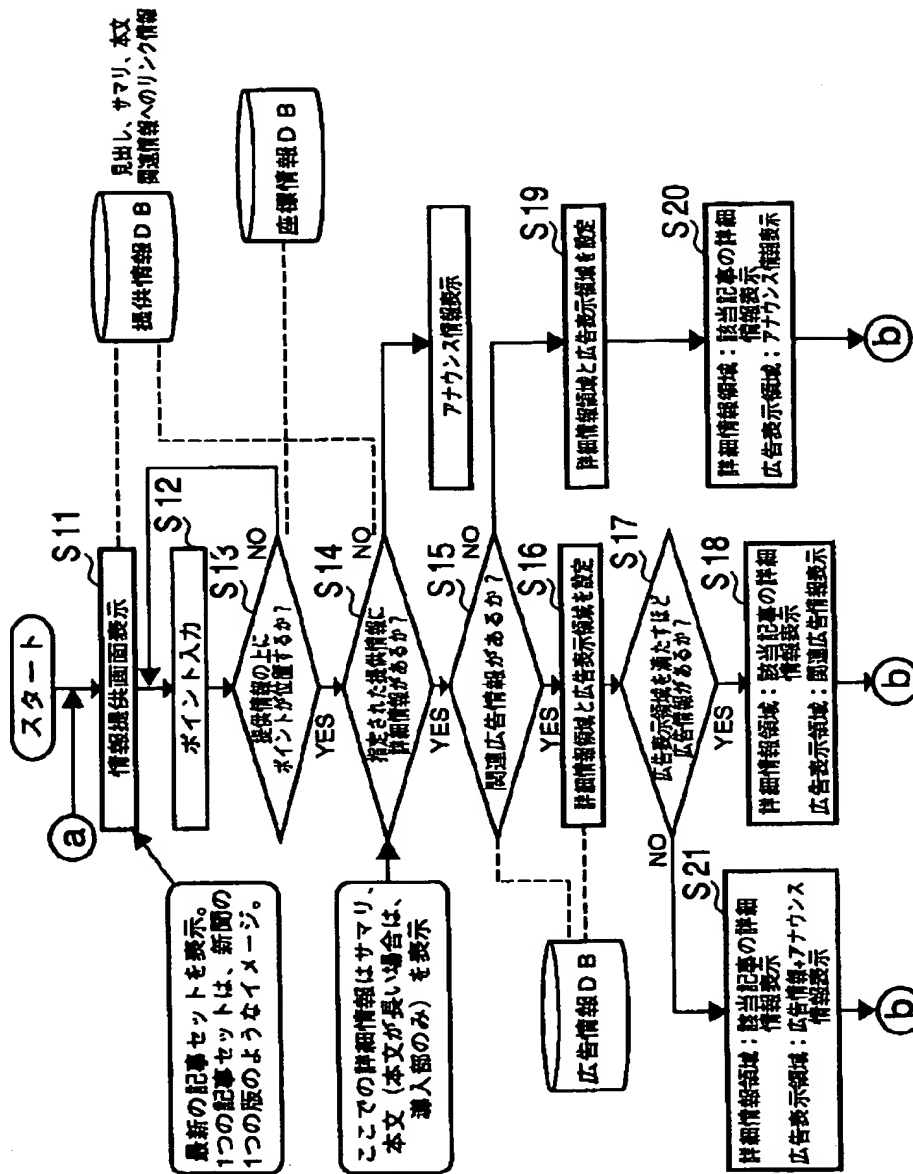 スタート
a
情報提供画面表示
S11
提供情報DB
見出し、サマリ、本文
関連情報へのリンク情報
最新の記事セットを表示。
1つの記事セットは、新聞の
1つの版のようなイメージ。
ポイント入力
S12
提供情報の上に
ポイントが位置するか?
S13
NO
YES
座標情報DB
指定された提供情報に
詳細情報があるか?
S14
NO
YES
アナウンス情報表示
ここでの詳細情報はサマリ、
本文(本文が長い場合は、
導入部のみ)を表示
関連広告情報があるか?
S15
NO
YES
詳細情報領域と広告表示領域を設定
S16
広告情報DB
詳細情報領域と広告表示領域を設定
S19
広告表示領域を満たすほど
広告情報があるか?
S17
NO
YES
詳細情報領域:該当記事の詳細
情報表示
広告表示領域:広告情報+アナウンス
情報表示
S21
b
詳細情報領域:該当記事の詳細
情報表示
広告表示領域:関連広告情報表示
S18
b
詳細情報領域:該当記事の詳細
情報表示
広告表示領域:アナウンス情報表示
S20
b